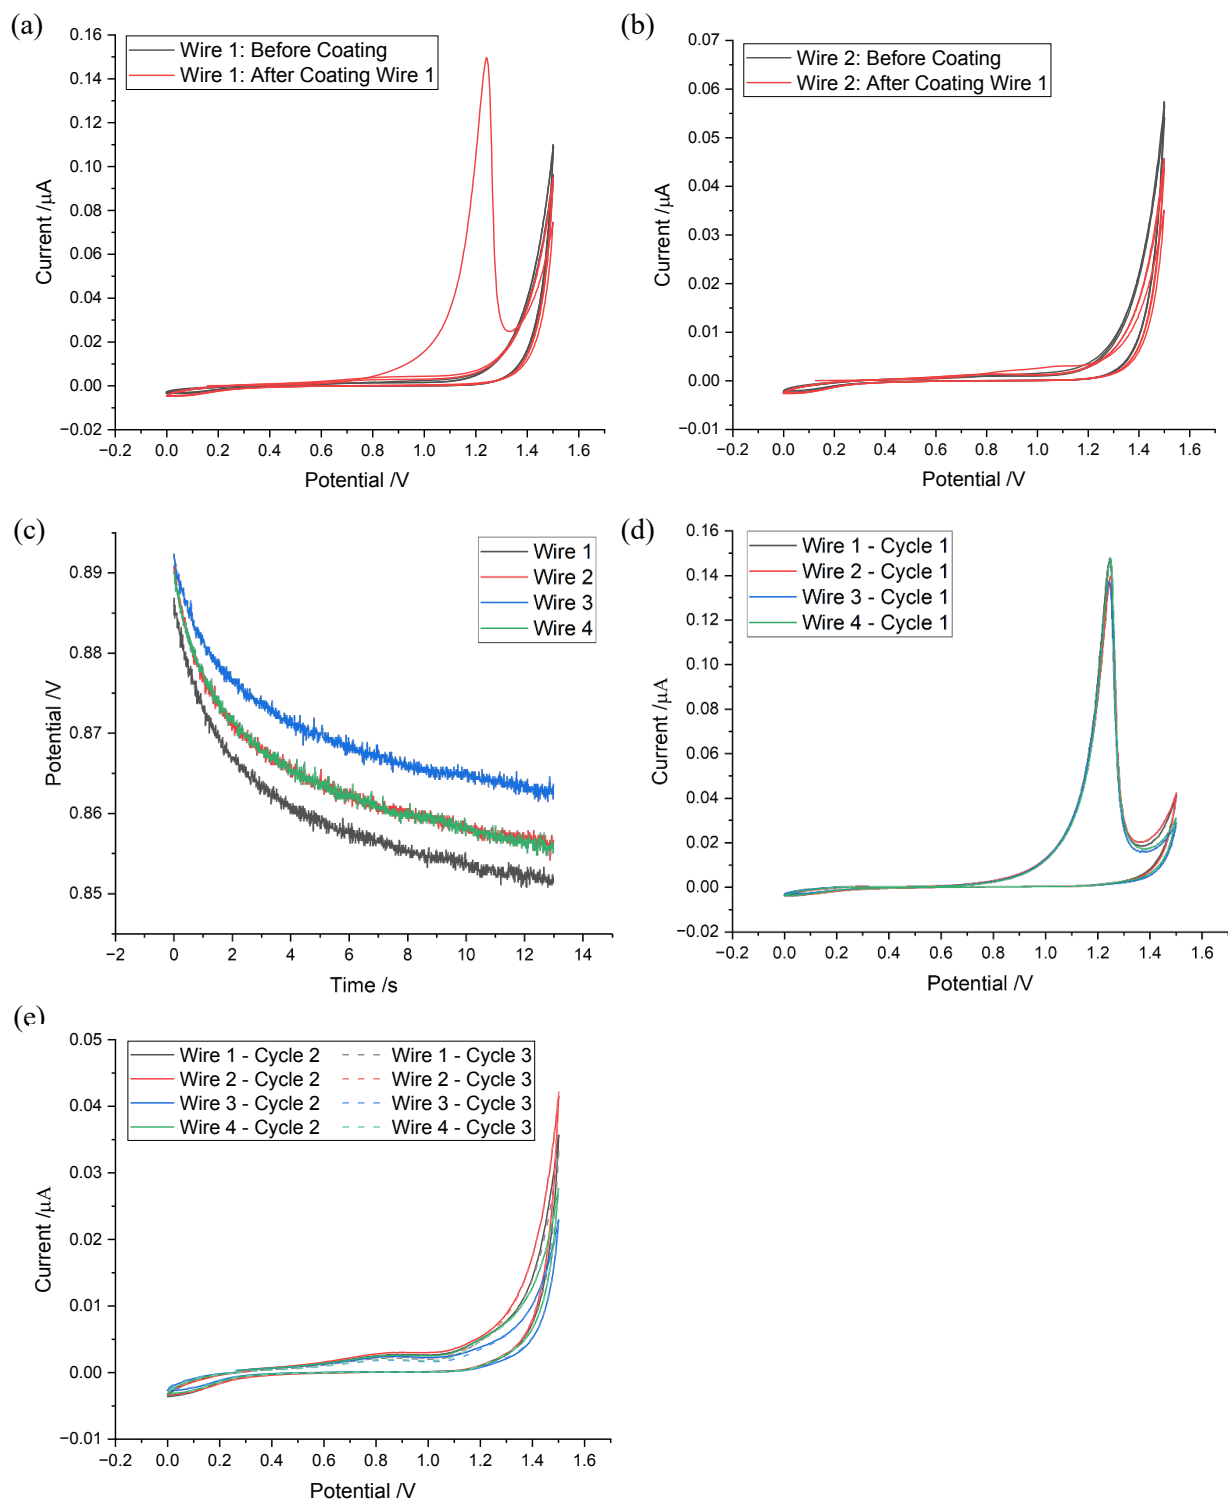 (a)
Wire 1: Before Coating
Wire 1: After Coating Wire 1
0.16
0.14
0.12
0.10
0.08
0.06
0.04
0.02
0.00
−0.02
Current /μA
−0.2 0.0 0.2 0.4 0.6 0.8 1.0 1.2 1.4 1.6
Potential /V
(b)
Wire 2: Before Coating
Wire 2: After Coating Wire 1
0.07
0.06
0.05
0.04
0.03
0.02
0.01
0.00
−0.01
Current /μA
−0.2 0.0 0.2 0.4 0.6 0.8 1.0 1.2 1.4 1.6
Potential /V
(c)
Wire 1
Wire 2
Wire 3
Wire 4
0.89
0.88
0.87
0.86
0.85
Potential /V
−2 0 2 4 6 8 10 12 14
Time /s
(d)
Wire 1 - Cycle 1
Wire 2 - Cycle 1
Wire 3 - Cycle 1
Wire 4 - Cycle 1
0.16
0.14
0.12
0.10
0.08
0.06
0.04
0.02
0.00
−0.02
Current /μA
−0.2 0.0 0.2 0.4 0.6 0.8 1.0 1.2 1.4 1.6
Potential /V
(e)
Wire 1 - Cycle 2 Wire 1 - Cycle 3
Wire 2 - Cycle 2 Wire 2 - Cycle 3
Wire 3 - Cycle 2 Wire 3 - Cycle 3
Wire 4 - Cycle 2 Wire 4 - Cycle 3
0.05
0.04
0.03
0.02
0.01
0.00
−0.01
Current /μA
−0.2 0.0 0.2 0.4 0.6 0.8 1.0 1.2 1.4 1.6
Potential /V